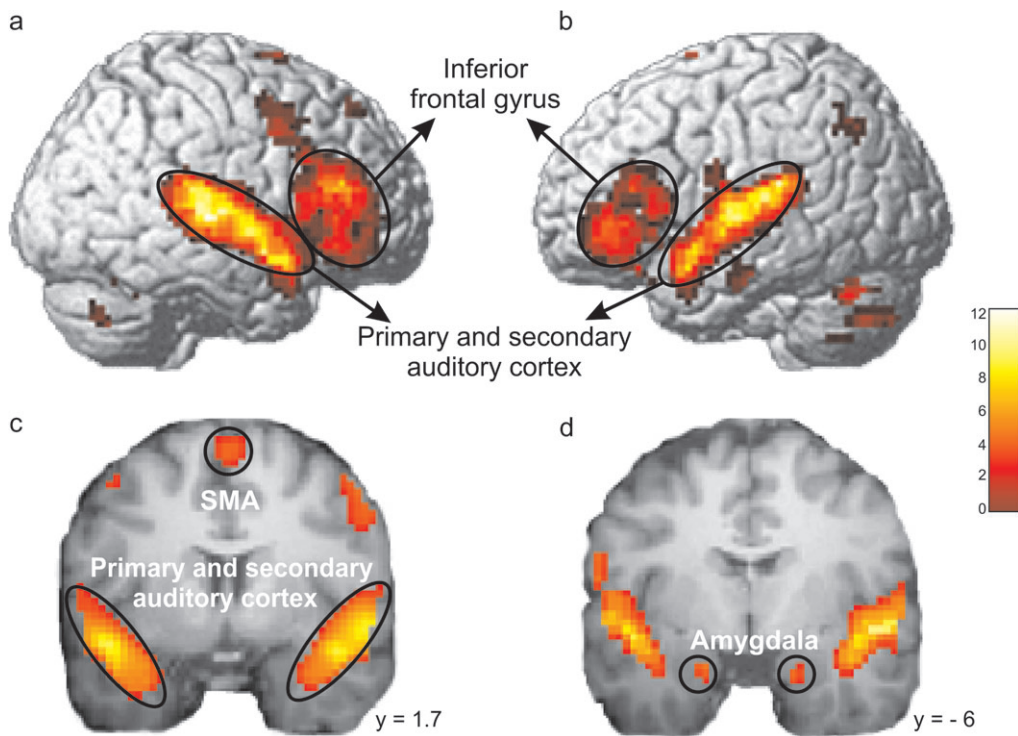 a
b
Inferior
frontal gyrus
Primary and secondary
auditory cortex
12
10
8
6
4
2
0
c
d
SMA
Primary and secondary
auditory cortex
Amygdala
y = 1.7
y = - 6